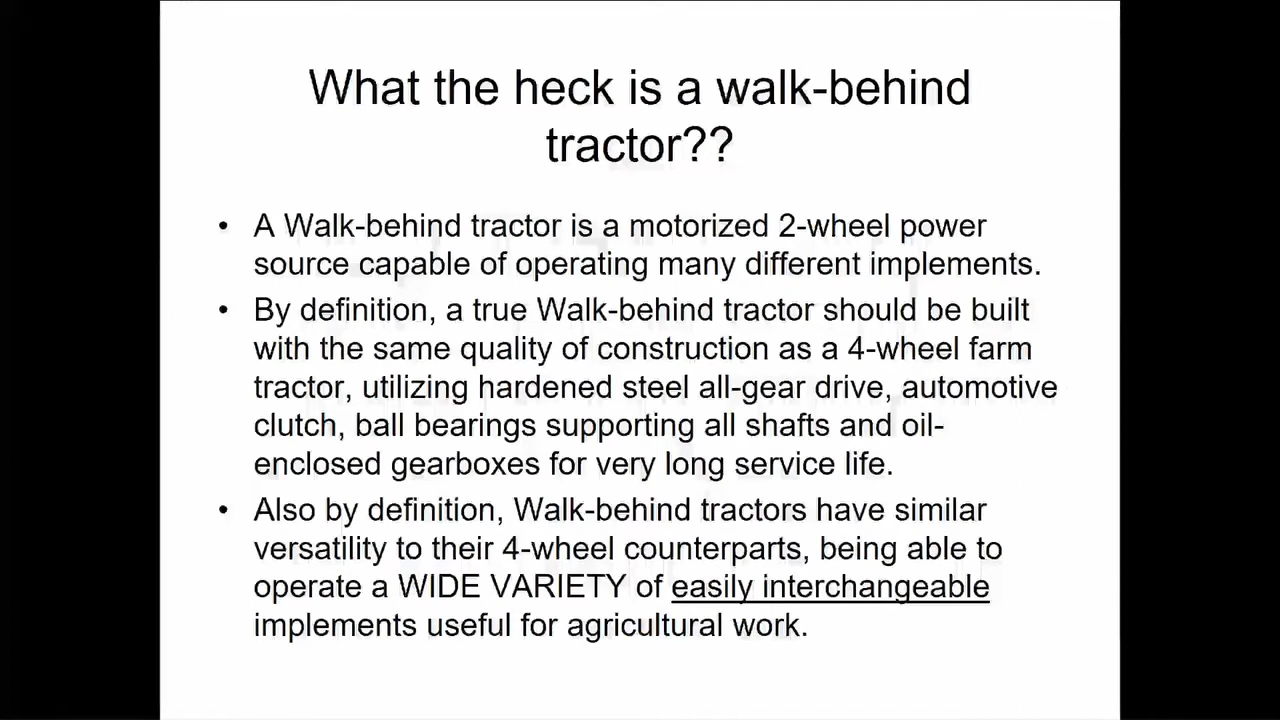 What the heck is a walk-behind
tractor??
• A Walk-behind tractor is a motorized 2-wheel power
source capable of operating many different implements.
• By definition, a true Walk-behind tractor should be built
with the same quality of construction as a 4-wheel farm
tractor, utilizing hardened steel all-gear drive, automotive
clutch, ball bearings supporting all shafts and oil-
enclosed gearboxes for very long service life.
• Also by definition, Walk-behind tractors have similar
versatility to their 4-wheel counterparts, being able to
operate a WIDE VARIETY of easily interchangeable
implements useful for agricultural work.